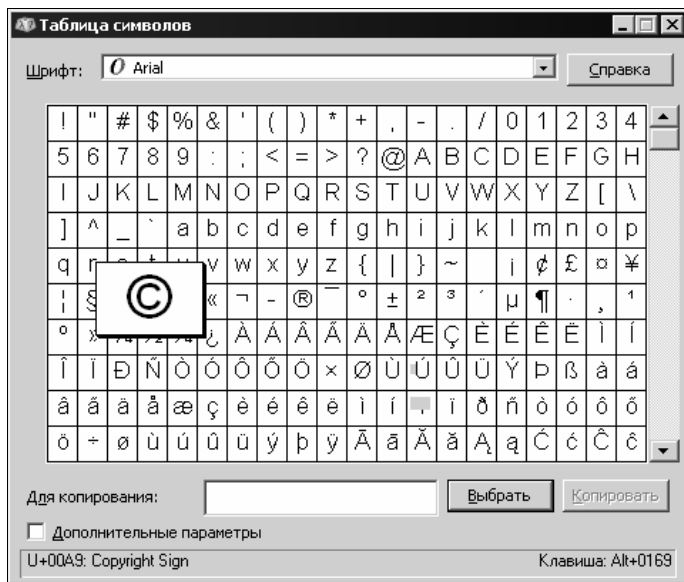 Таблица символов
Шрифт: O Arial Справка
! " # $ % & ' ( ) * + , - . / 0 1 2 3 4
5 6 7 8 9 : ; < = > ? @ A B C D E F G H
I J K L M N O P Q R S T U V W X Y Z [ \
] ^ _ ` a b c d e f g h i j k l m n o p
q v w x y z { | } ~ ¡ ¢ £ ¤ ¥
¦ § © « ¬ - ® ¯ ° ± ² ³ ´ µ ¶ · ¸ ¹
º » ¿ À Á Â Ã Ä Å Æ Ç È É Ê Ë Ì Í
Î Ï Ð Ñ Ò Ó Ô Õ Ö × Ø Ù Ú Û Ü Ý Þ ß à á
â ã ä å æ ç è é ê ë ì í ï ð ñ ò ó ô õ
ö ÷ ø ù ú û ü ý þ ÿ Ā ā Ă ă Ą ą Ć ć Ĉ ĉ
Для копирования: Выбрать Копировать
Дополнительные параметры
U+00A9: Copyright Sign Клавиша: Alt+0169